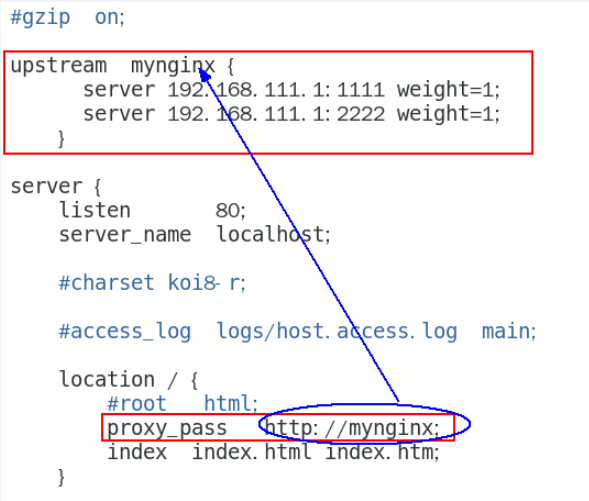 #gzip  on;
upstream  mynginx {
server 192.168.111.1:1111 weight=1;
server 192.168.111.1:2222 weight=1;
}
server {
listen       80;
server_name  localhost;
#charset koi8-r;
#access_log  logs/host.access.log  main;
location / {
#root   html;
proxy_pass   http://mynginx;
index  index.html index.htm;
}